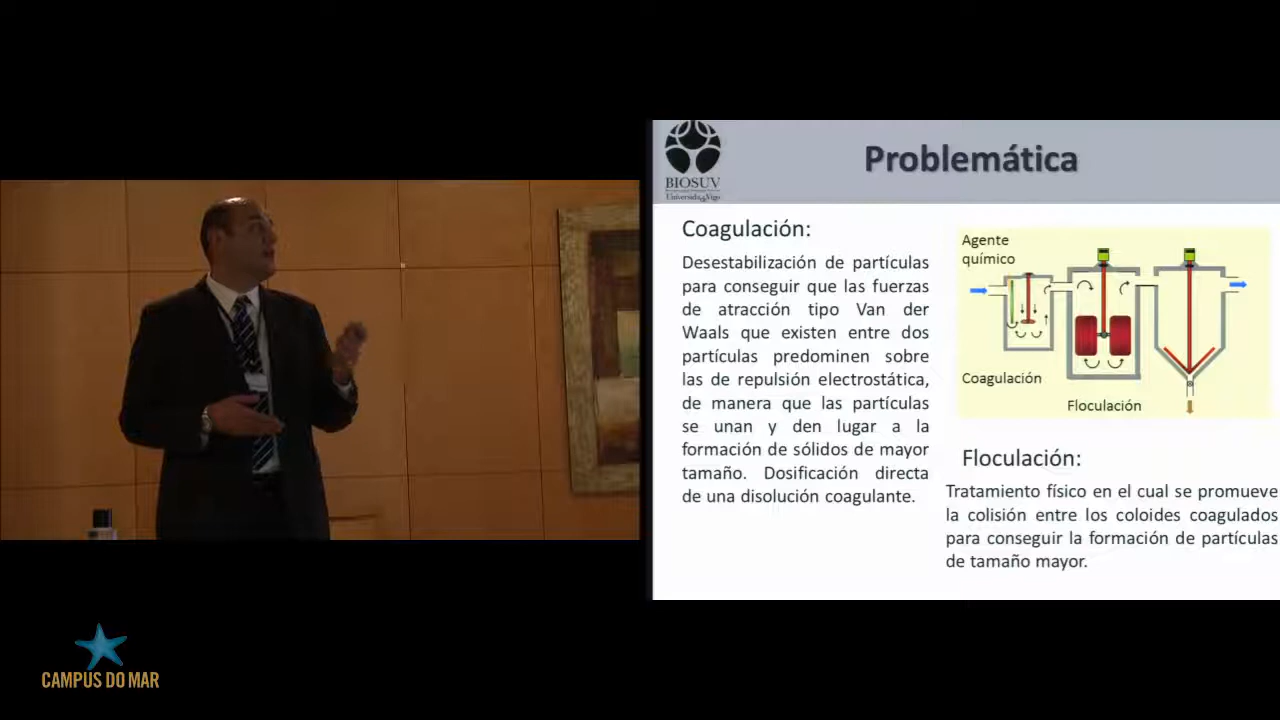 BIOSUV
Universida de Vigo
Problemática
Coagulación:
Desestabilización de partículas
para conseguir que las fuerzas
de atracción tipo Van der
Waals que existen entre dos
partículas predominen sobre
las de repulsión electrostática,
de manera que las partículas
se unan y den lugar a la
formación de sólidos de mayor
tamaño. Dosificación directa
de una disolución coagulante.
Agente
químico
Coagulación
Floculación
Floculación:
Tratamiento físico en el cual se promueve
la colisión entre los coloides coagulados
para conseguir la formación de partículas
de tamaño mayor.
CAMPUS DO MAR